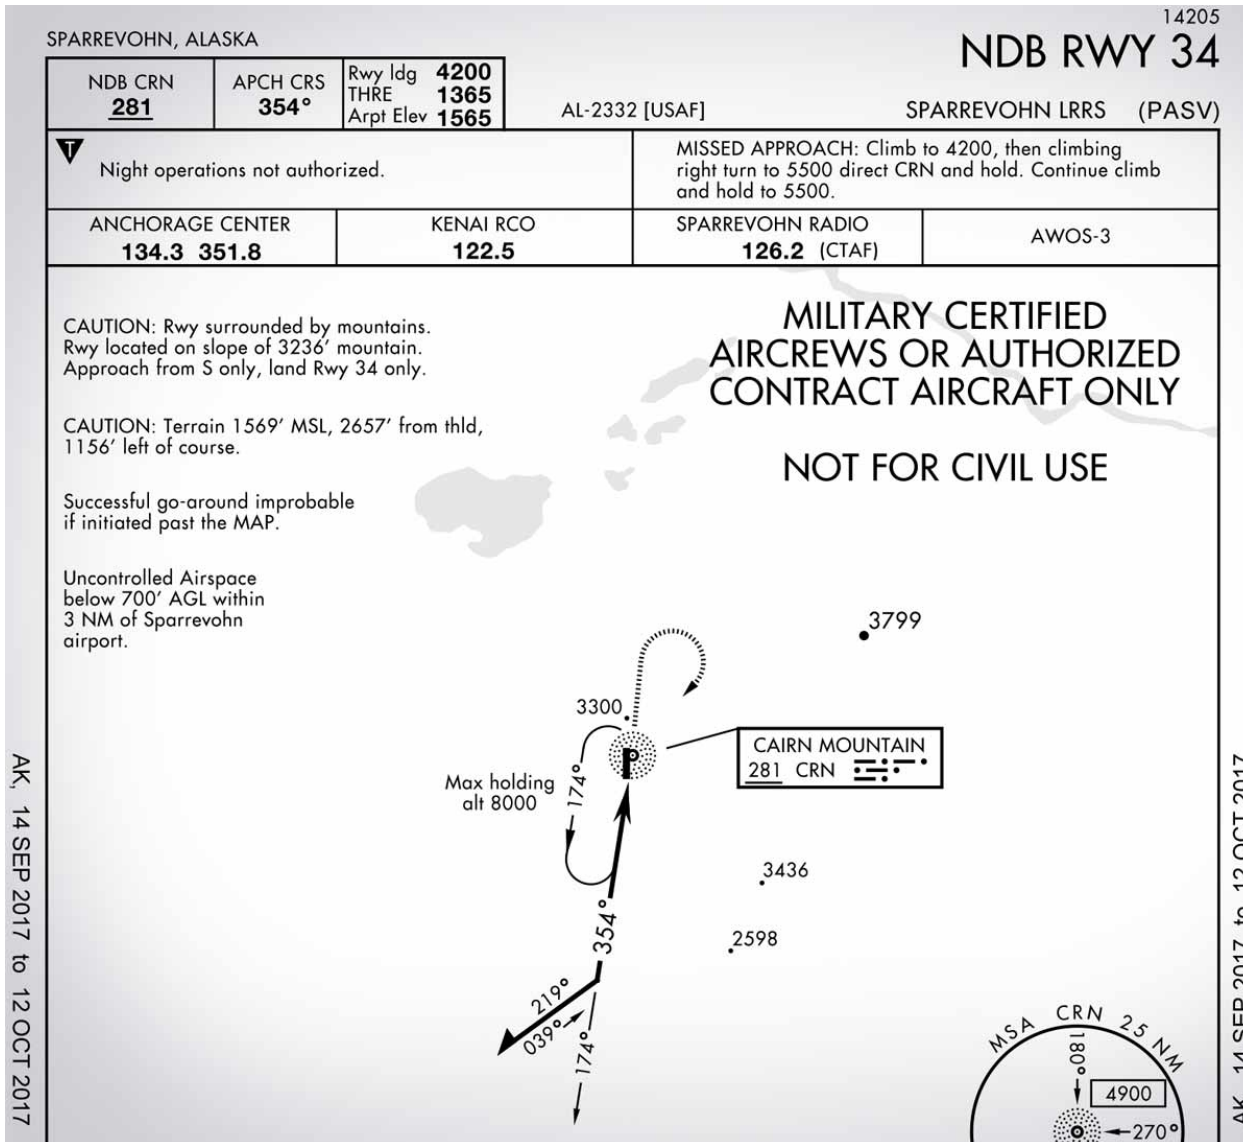 14205
SPARREVOHN, ALASKA
NDB RWY 34
NDB CRN
281
APCH CRS
354°
Rwy ldg 4200
THRE 1365
Arpt Elev 1565
AL-2332 [USAF]
SPARREVOHN LRRS (PASV)
T
Night operations not authorized.
MISSED APPROACH: Climb to 4200, then climbing
right turn to 5500 direct CRN and hold. Continue climb
and hold to 5500.
ANCHORAGE CENTER
134.3 351.8
KENAI RCO
122.5
SPARREVOHN RADIO
126.2 (CTAF)
AWOS-3
CAUTION: Rwy surrounded by mountains.
Rwy located on slope of 3236′ mountain.
Approach from S only, land Rwy 34 only.
CAUTION: Terrain 1569′ MSL, 2657′ from thld,
1156′ left of course.
Successful go-around improbable
if initiated past the MAP.
Uncontrolled Airspace
below 700′ AGL within
3 NM of Sparrevohn
airport.
MILITARY CERTIFIED
AIRCREWS OR AUTHORIZED
CONTRACT AIRCRAFT ONLY
NOT FOR CIVIL USE
3799
3300
P
CAIRN MOUNTAIN
281 CRN
Max holding
alt 8000
174°
3436
2598
354°
219°
039°
174°
MSA CRN 25 NM
180°
4900
270°
AK, 14 SEP 2017 to 12 OCT 2017
AK, 14 SEP 2017 to 12 OCT 2017